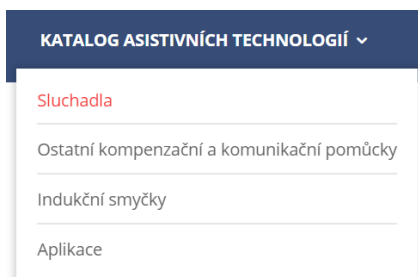 KATALOG ASISTIVNÍCH TECHNOLOGIÍ
Sluchadla
Ostatní kompenzační a komunikační pomůcky
Indukční smyčky
Aplikace